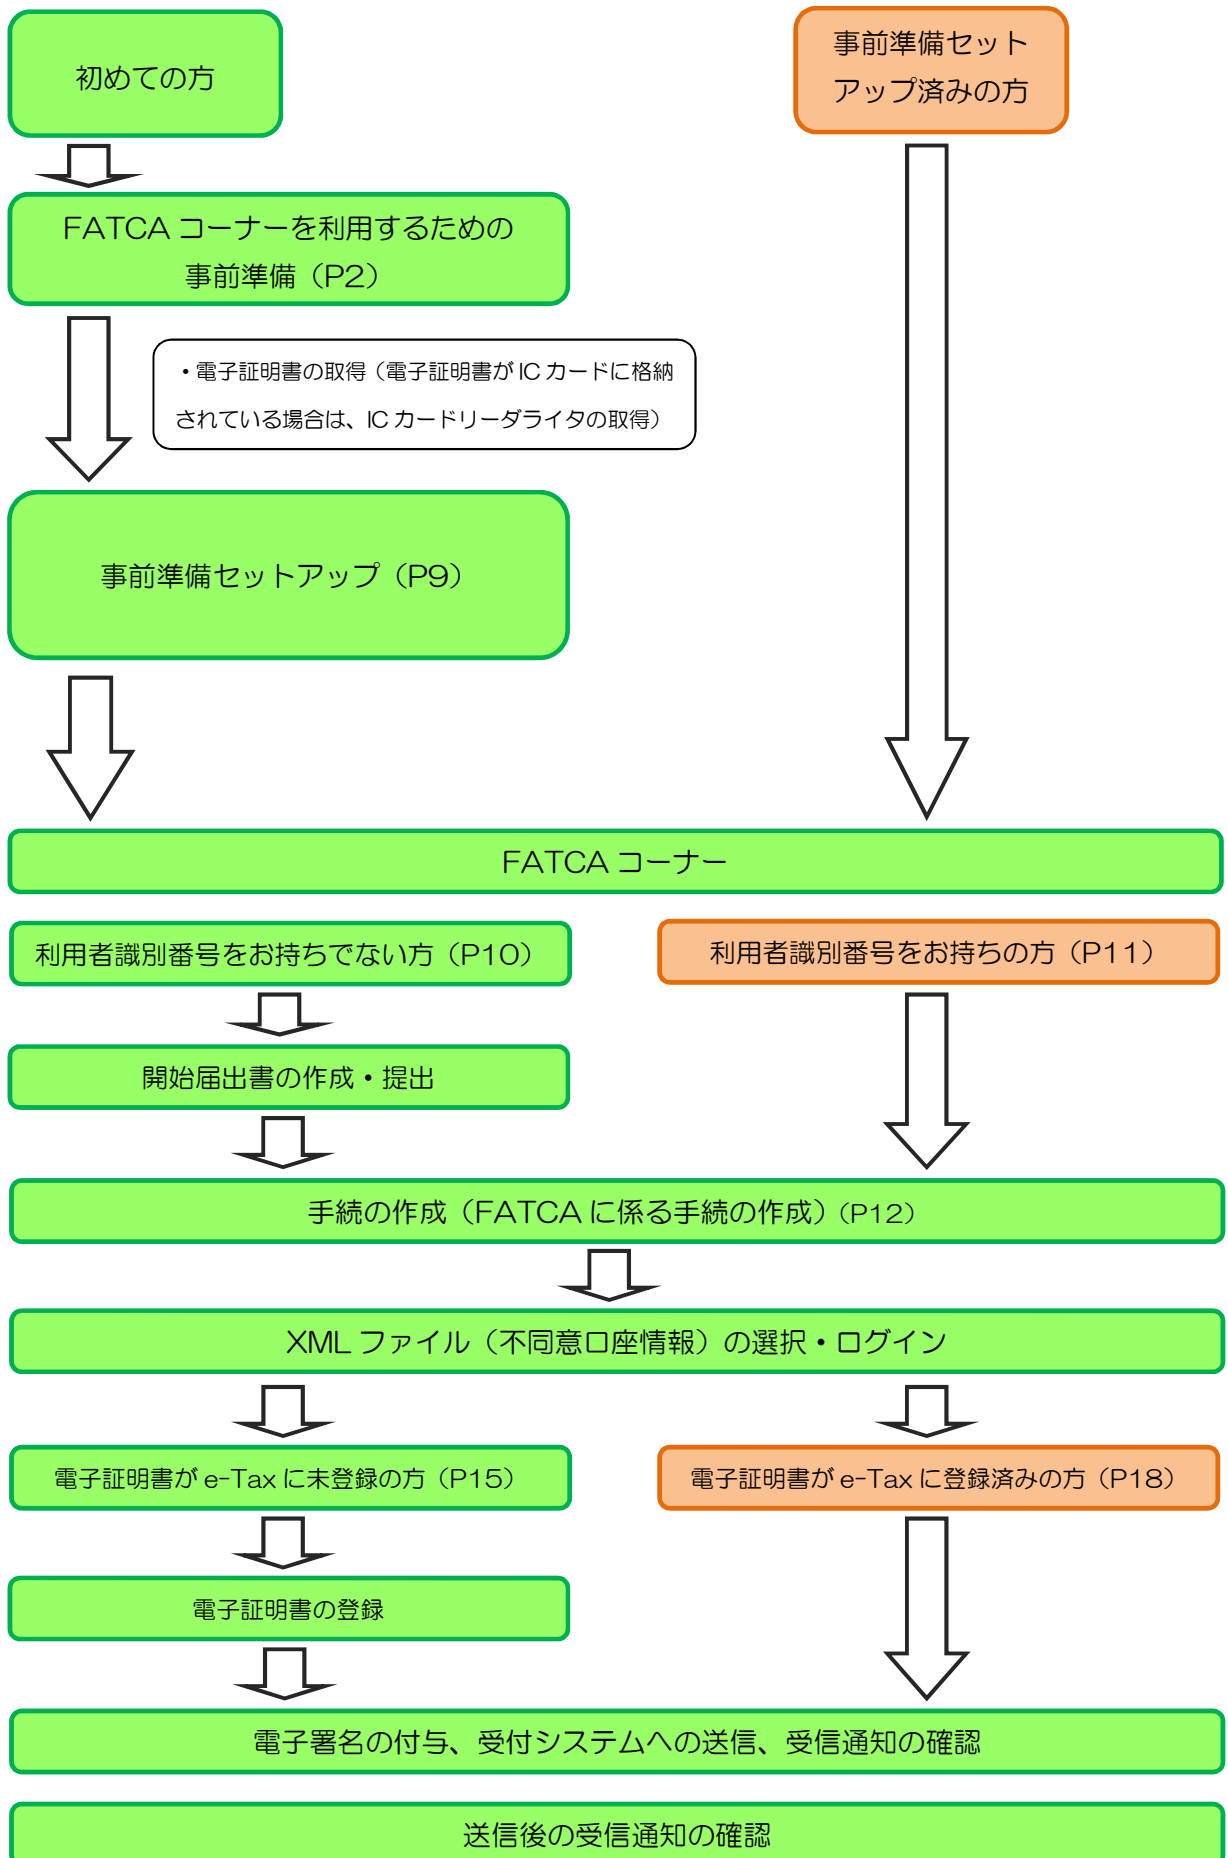 初めての方
事前準備セット
アップ済みの方
FATCA コーナーを利用するための
事前準備（P2）
・電子証明書の取得（電子証明書が IC カードに格納
されている場合は、IC カードリーダライタの取得）
事前準備セットアップ（P9）
FATCA コーナー
利用者識別番号をお持ちでない方（P10）
利用者識別番号をお持ちの方（P11）
開始届出書の作成・提出
手続の作成（FATCA に係る手続の作成）（P12）
XML ファイル（不同意口座情報）の選択・ログイン
電子証明書が e-Tax に未登録の方（P15）
電子証明書が e-Tax に登録済みの方（P18）
電子証明書の登録
電子署名の付与、受付システムへの送信、受信通知の確認
送信後の受信通知の確認